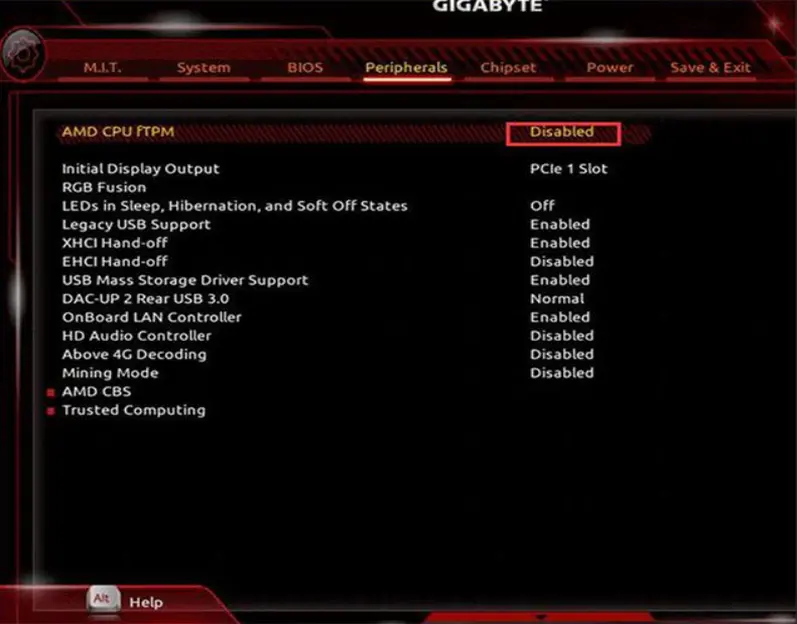 GIGABYTE
M.I.T. System BIOS Peripherals Chipset Power Save & Exit
AMD CPU fTPM Disabled
Initial Display Output PCIe 1 Slot
RGB Fusion
LEDs in Sleep, Hibernation, and Soft Off States Off
Legacy USB Support Enabled
XHCI Hand-off Enabled
EHCI Hand-off Disabled
USB Mass Storage Driver Support Enabled
DAC-UP 2 Rear USB 3.0 Normal
OnBoard LAN Controller Enabled
HD Audio Controller Disabled
Above 4G Decoding Disabled
Mining Mode Disabled
AMD CBS
Trusted Computing
Alt Help